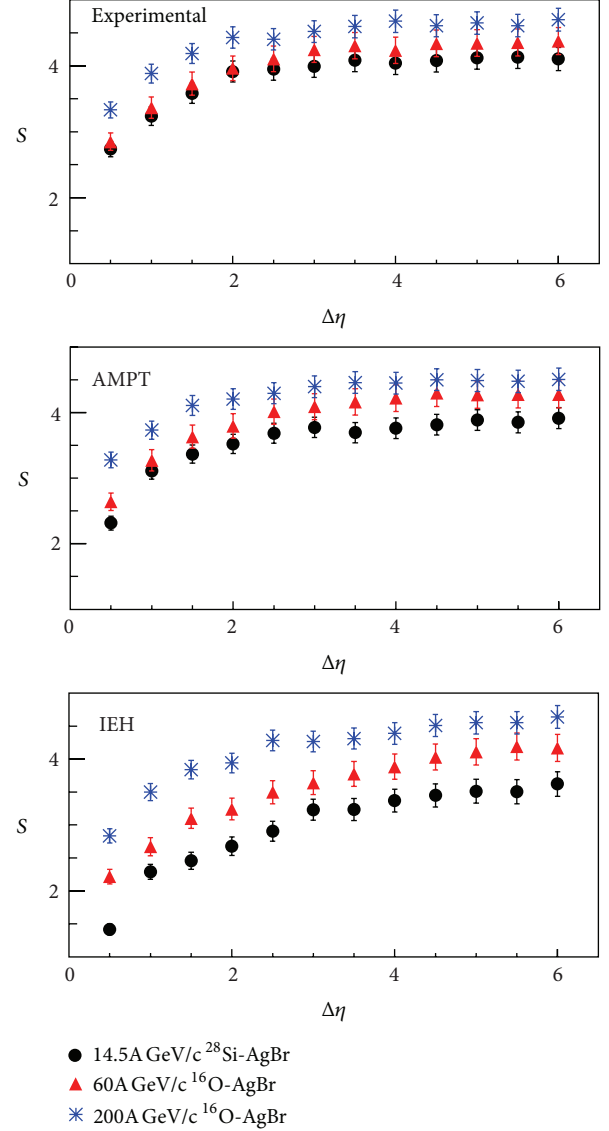 Experimental
4
S
2
0
2
4
6
Δη
AMPT
4
S
2
0
2
4
6
Δη
IEH
4
S
2
0
2
4
6
Δη
14.5A GeV/c ²⁸Si-AgBr
60A GeV/c ¹⁶O-AgBr
200A GeV/c ¹⁶O-AgBr